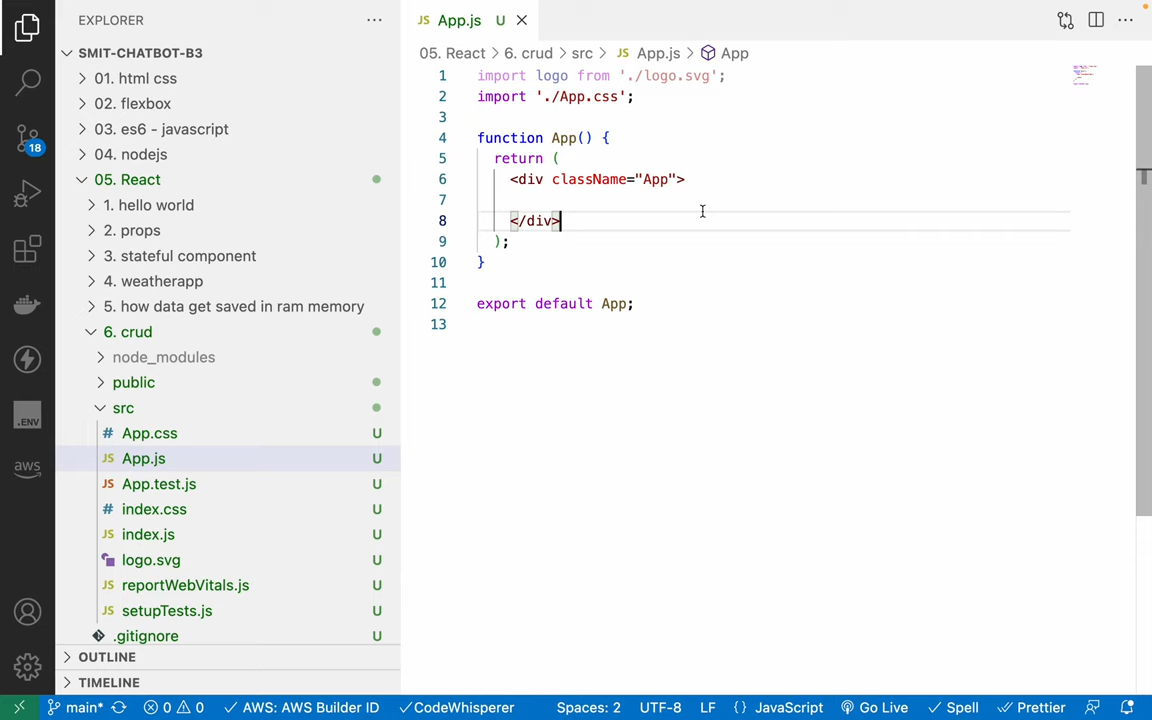 EXPLORER
SMIT-CHATBOT-B3
01. html css
02. flexbox
03. es6 - javascript
04. nodejs
05. React
1. hello world
2. props
3. stateful component
4. weatherapp
5. how data get saved in ram memory
6. crud
node_modules
public
src
# App.css U
JS App.js U
JS App.test.js U
# index.css U
JS index.js U
logo.svg U
JS reportWebVitals.js U
JS setupTests.js U
.gitignore U
OUTLINE
TIMELINE
18
.ENV
aws
JS App.js U
05. React > 6. crud > src > JS App.js > App
1 import logo from './logo.svg';
2 import './App.css';
3
4 function App() {
5 return (
6 <div className="App">
7
8 </div>
9 );
10 }
11
12 export default App;
13
main* 0 0 AWS: AWS Builder ID CodeWhisperer Spaces: 2 UTF-8 LF {} JavaScript Go Live Spell Prettier